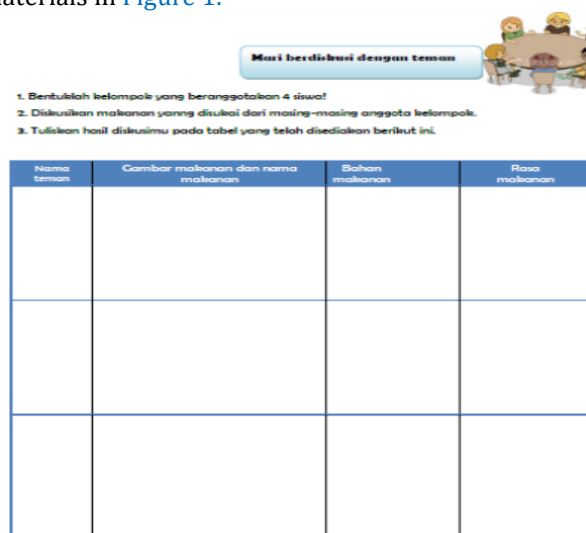 materials in Figure 1.
Mari berdiskusi dengan teman
1. Bentuklah kelompok yang beranggotakan 4 siswa!
2. Diskusikan makanan yanng disukai dari masing-masing anggota kelompok.
3. Tuliskan hasil diskusimu pada tabel yang telah disediakan berikut ini.
Nama teman
Gambar makanan dan nama makanan
Bahan makanan
Rasa makanan